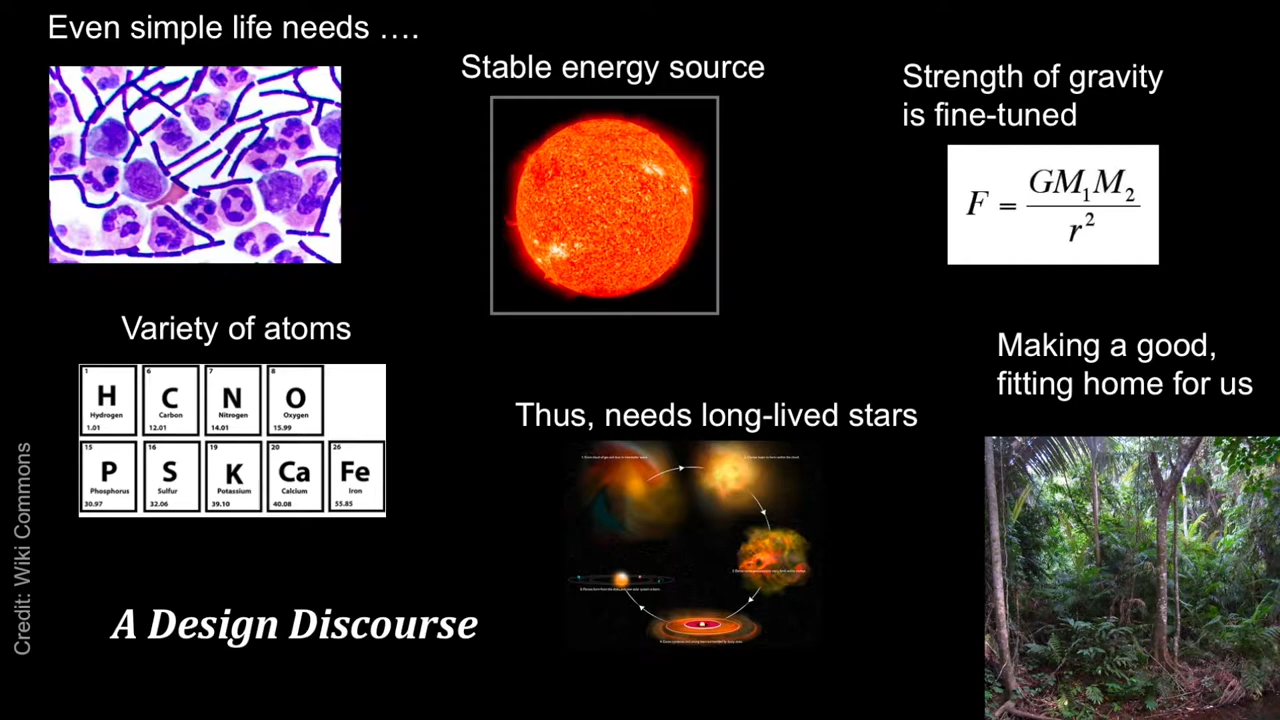 Even simple life needs ….
Stable energy source
Strength of gravity
is fine-tuned
F = GM₁M₂ / r²
Variety of atoms
1 6 7 8
H C N O
Hydrogen Carbon Nitrogen Oxygen
1.01 12.01 14.01 15.99
15 16 19 20 26
P S K Ca Fe
Phosphorus Sulfur Potassium Calcium Iron
30.97 32.06 39.10 40.08 55.85
Thus, needs long-lived stars
Making a good,
fitting home for us
A Design Discourse
Credit: Wiki Commons